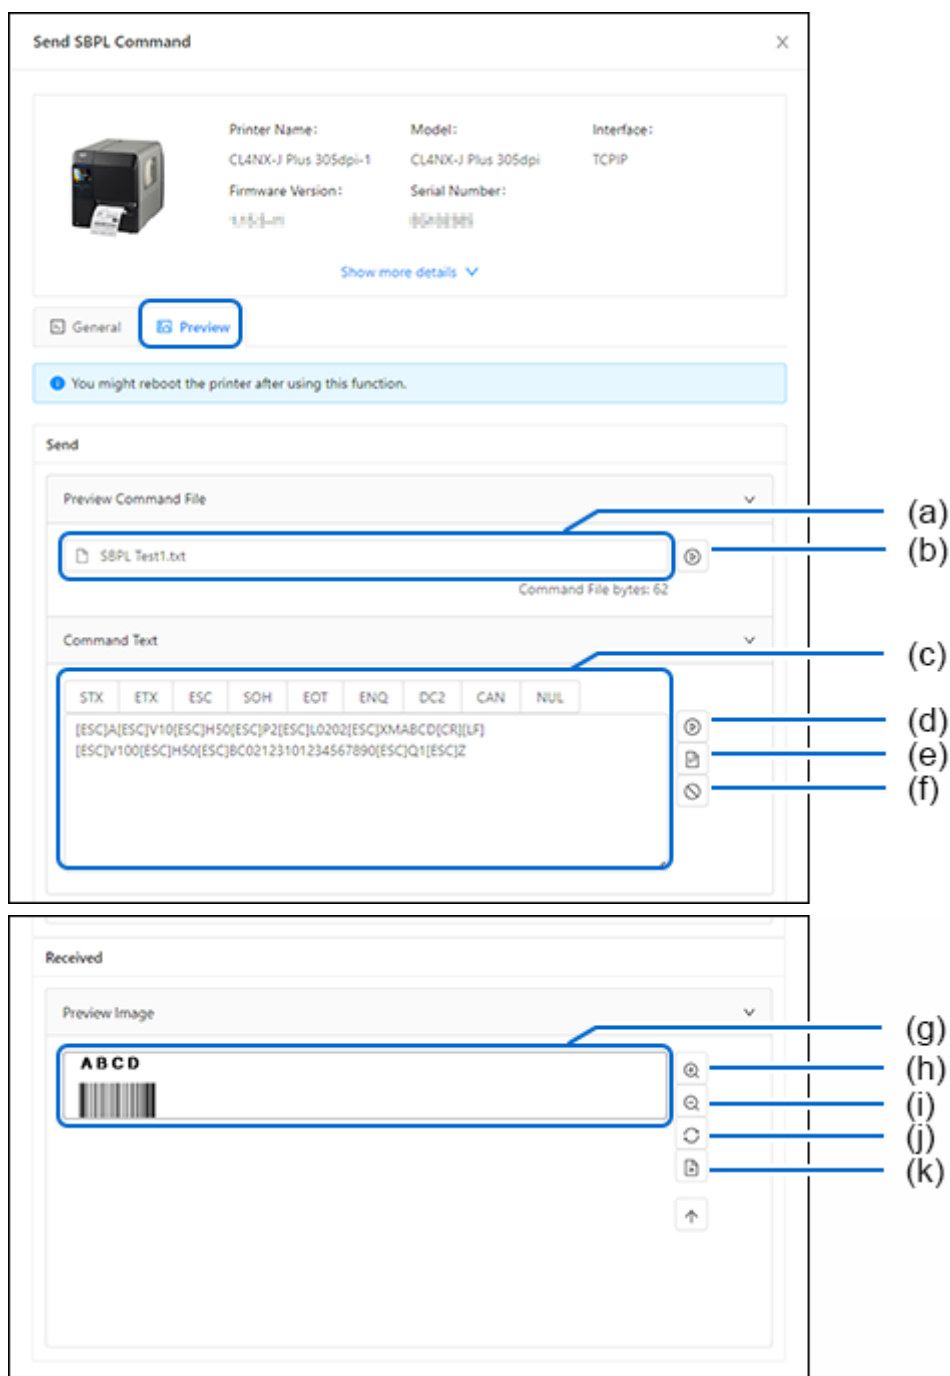 Send SBPL Command
Printer Name: Model: Interface:
CL4NX-J Plus 305dpi-1 CL4NX-J Plus 305dpi TCPIP
Firmware Version: Serial Number:
Show more details
General Preview
You might reboot the printer after using this function.
Send
Preview Command File
(a)
SBPL Test1.txt
(b)
Command File bytes: 62
Command Text
(c)
STX ETX ESC SOH EOT ENQ DC2 CAN NUL
[ESC]A[ESC]V10[ESC]H50[ESC]P2[ESC]L0202[ESC]XMABCD[CR][LF]
(d)
[ESC]V100[ESC]H50[ESC]BC02123101234567890[ESC]Q1[ESC]Z
(e)
(f)
Received
Preview Image
(g)
ABCD
(h)
(i)
(j)
(k)